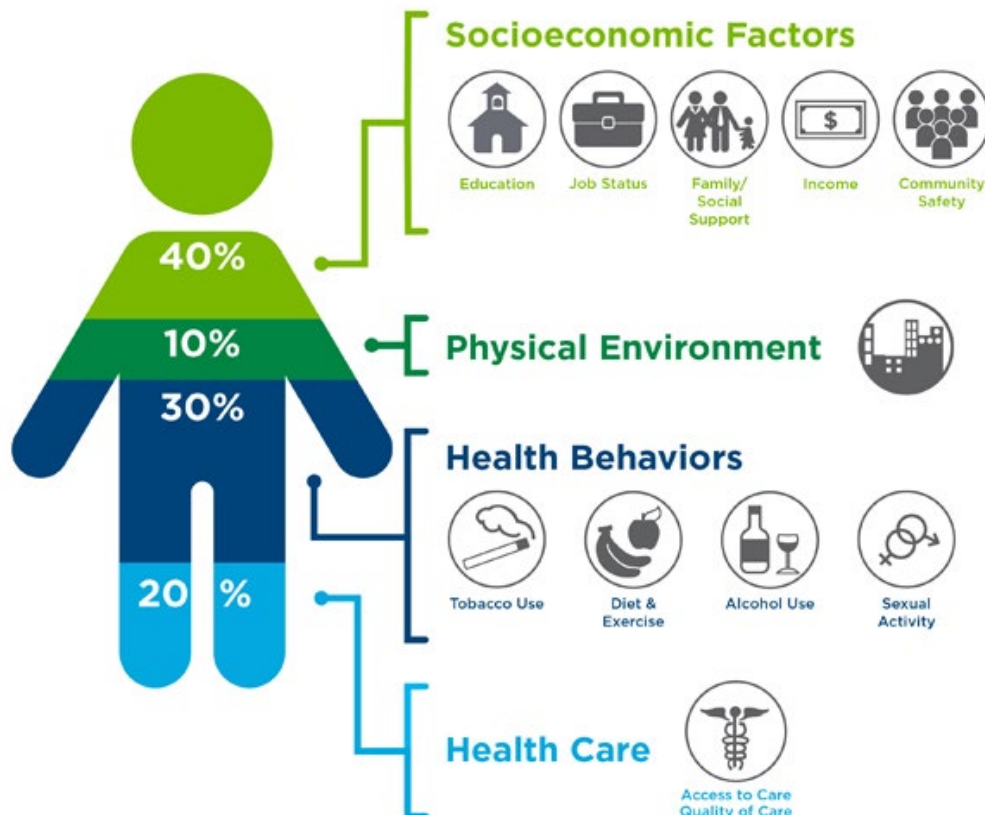 Socioeconomic Factors
$
Education
Job Status
Family/
Social
Support
Income
Community
Safety
40%
10%
Physical Environment
30%
Health Behaviors
Tobacco Use
Diet &
Exercise
Alcohol Use
Sexual
Activity
20 %
Health Care
Access to Care
Quality of Care